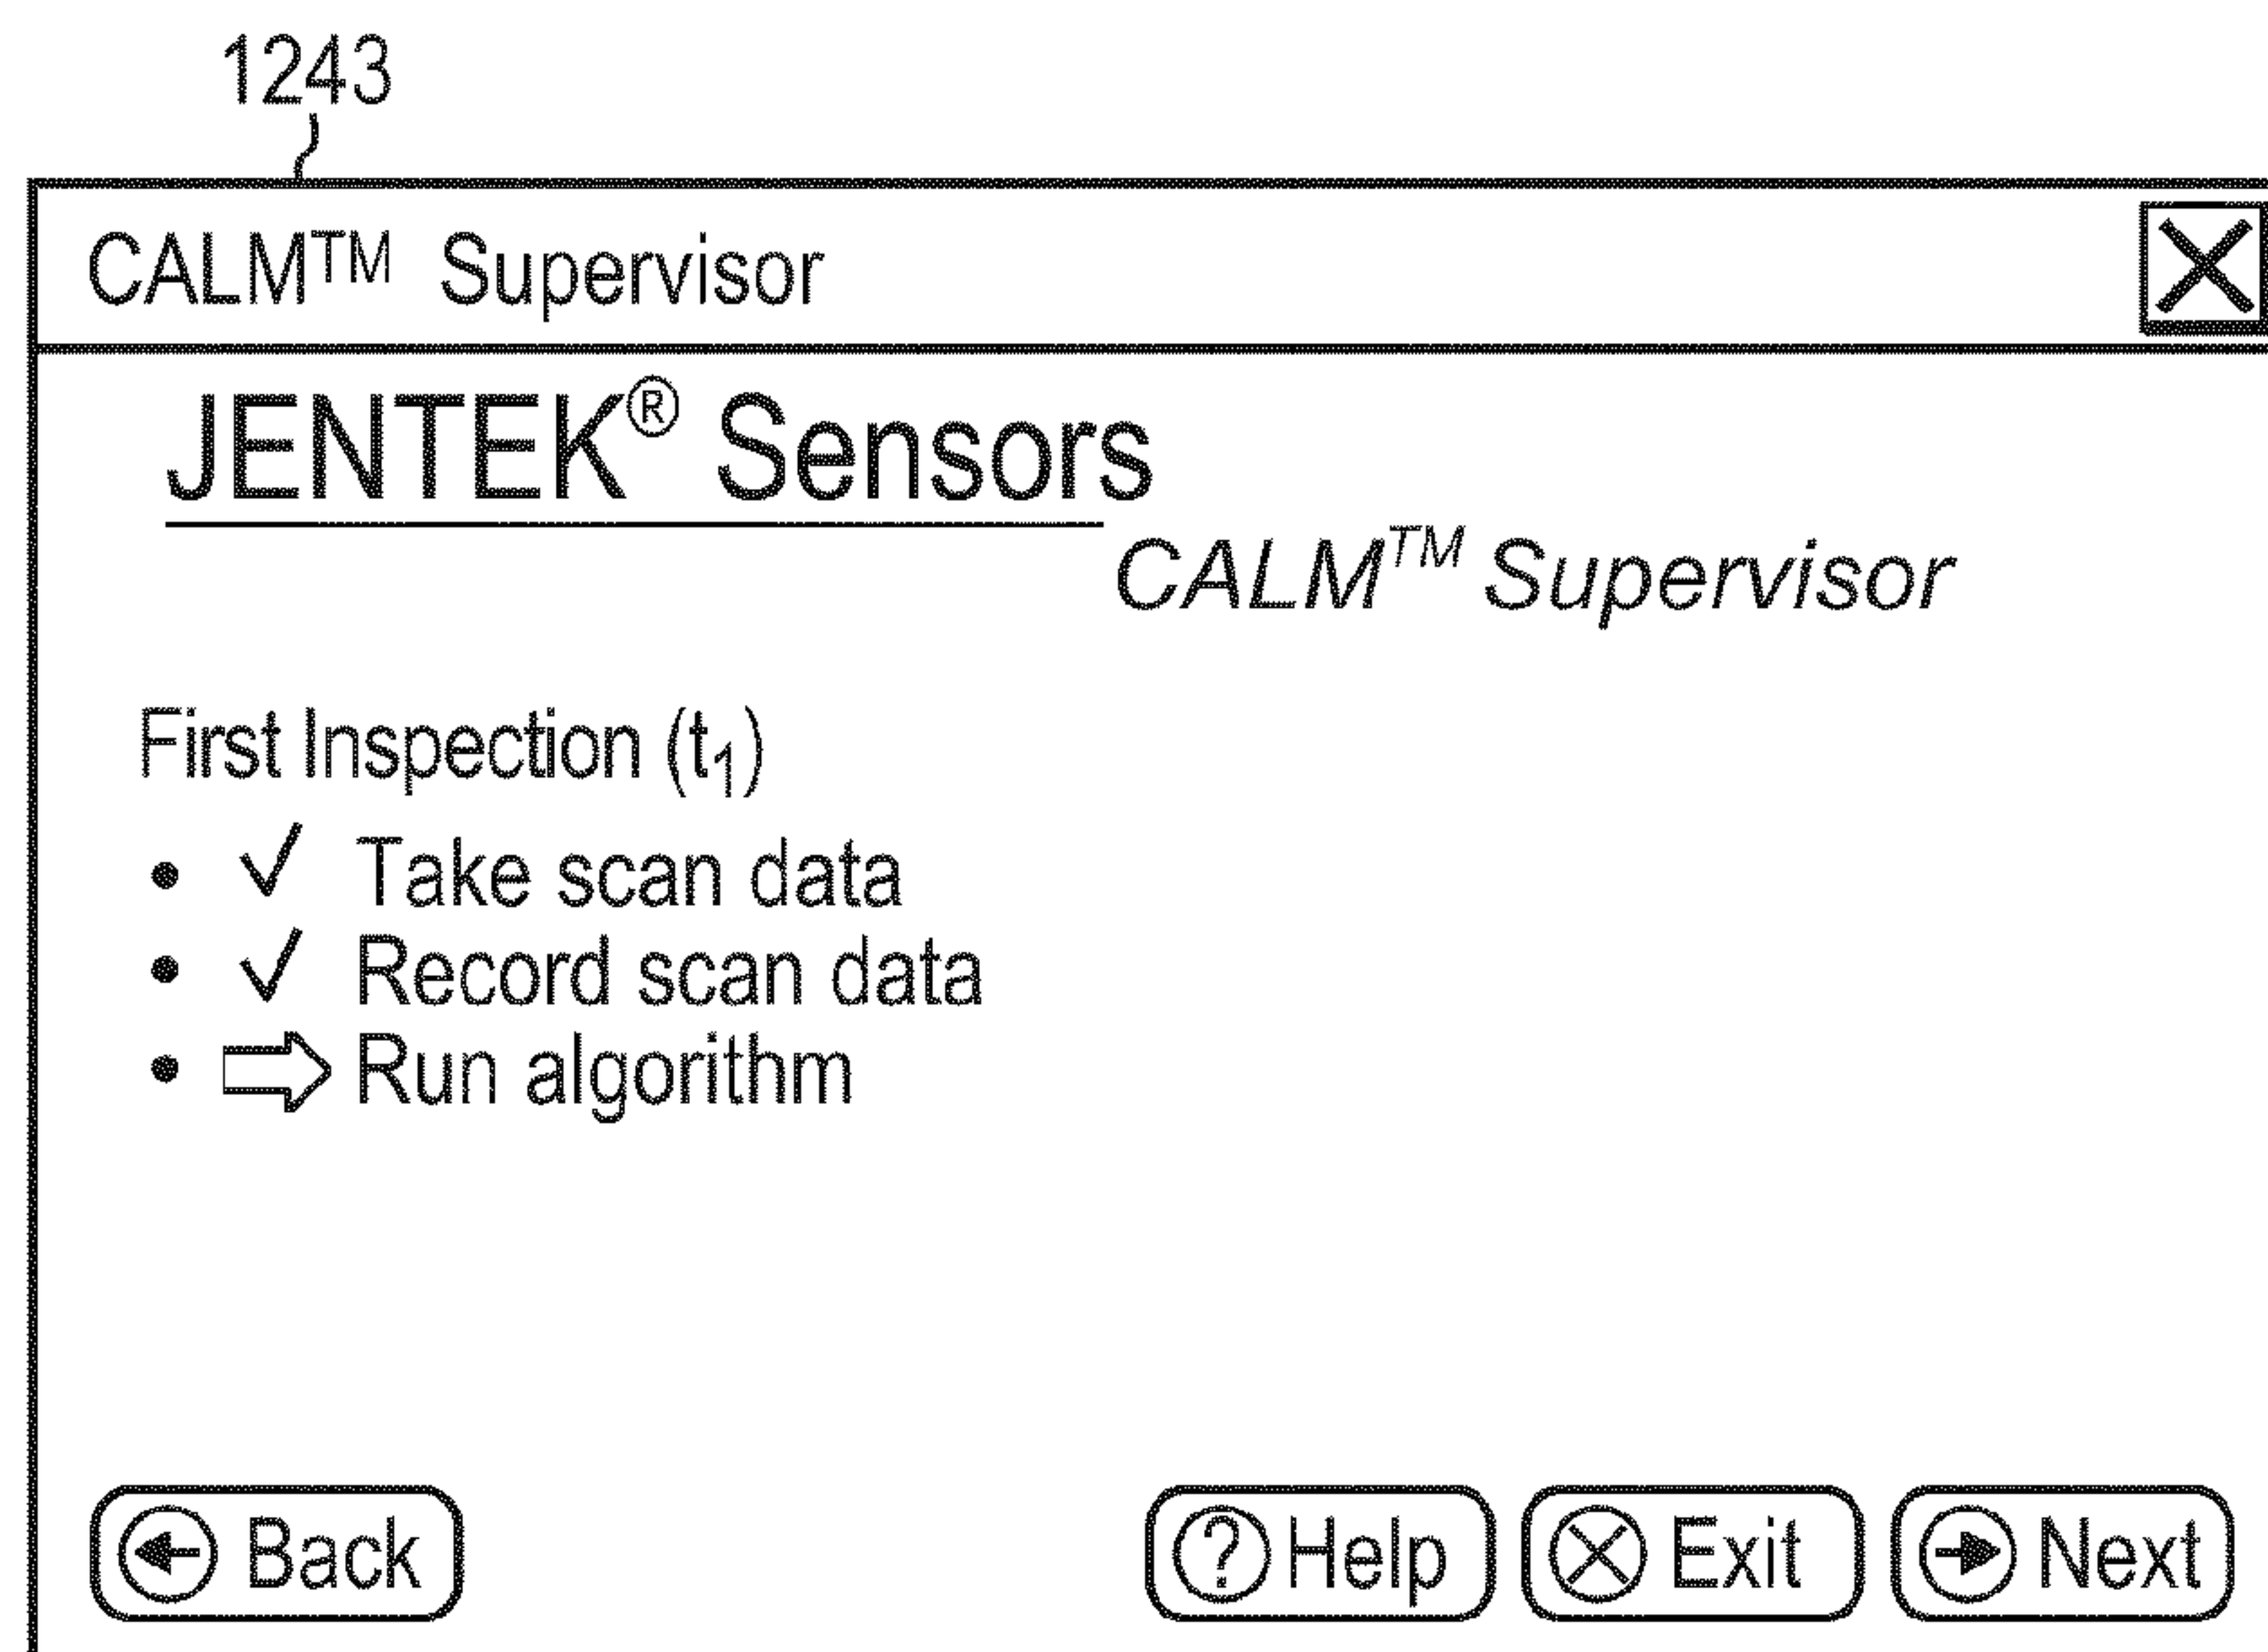 1243
CALM™ Supervisor
JENTEK® Sensors
CALM™ Supervisor
First Inspection (t₁)
• ✓ Take scan data
• ✓ Record scan data
• ⇨ Run algorithm
Back
? Help
Exit
Next